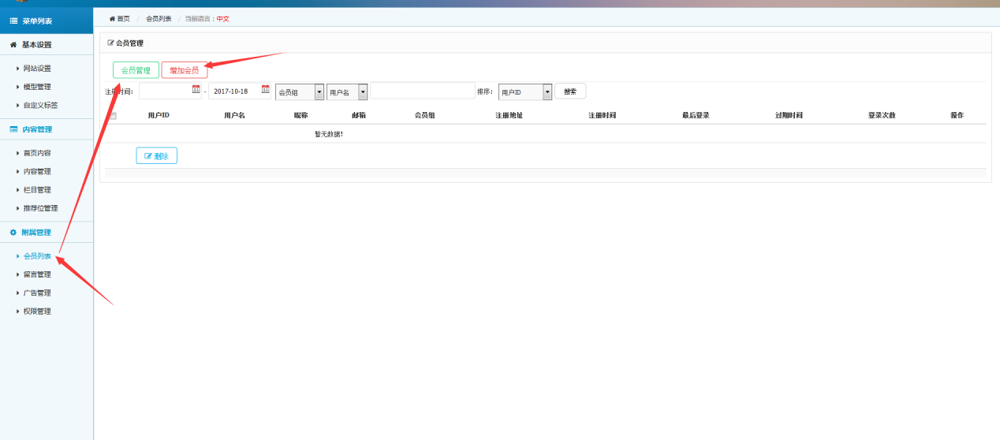 菜单列表
首页 / 会员列表 / 当前语言：中文
基本设置
网站设置
模型管理
自定义标签
内容管理
首页内容
内容管理
栏目管理
推荐位管理
附属管理
会员列表
留言管理
广告管理
权限管理
会员管理
会员管理 增加会员
注册时间： - 2017-10-18 会员组 用户名 排序： 用户ID 搜索
用户ID 用户名 昵称 邮箱 会员组 注册地址 注册时间 最后登录 过期时间 登录次数 操作
暂无数据!
删除